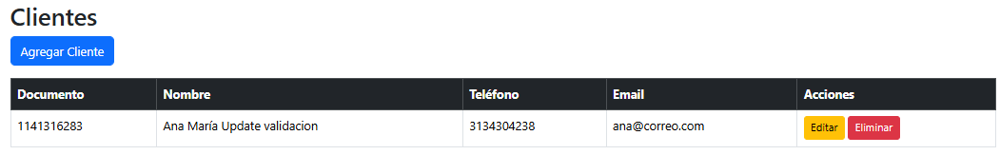 Clientes
Agregar Cliente
Documento Nombre Teléfono Email Acciones
1141316283 Ana María Update validacion 3134304238 ana@correo.com Editar Eliminar